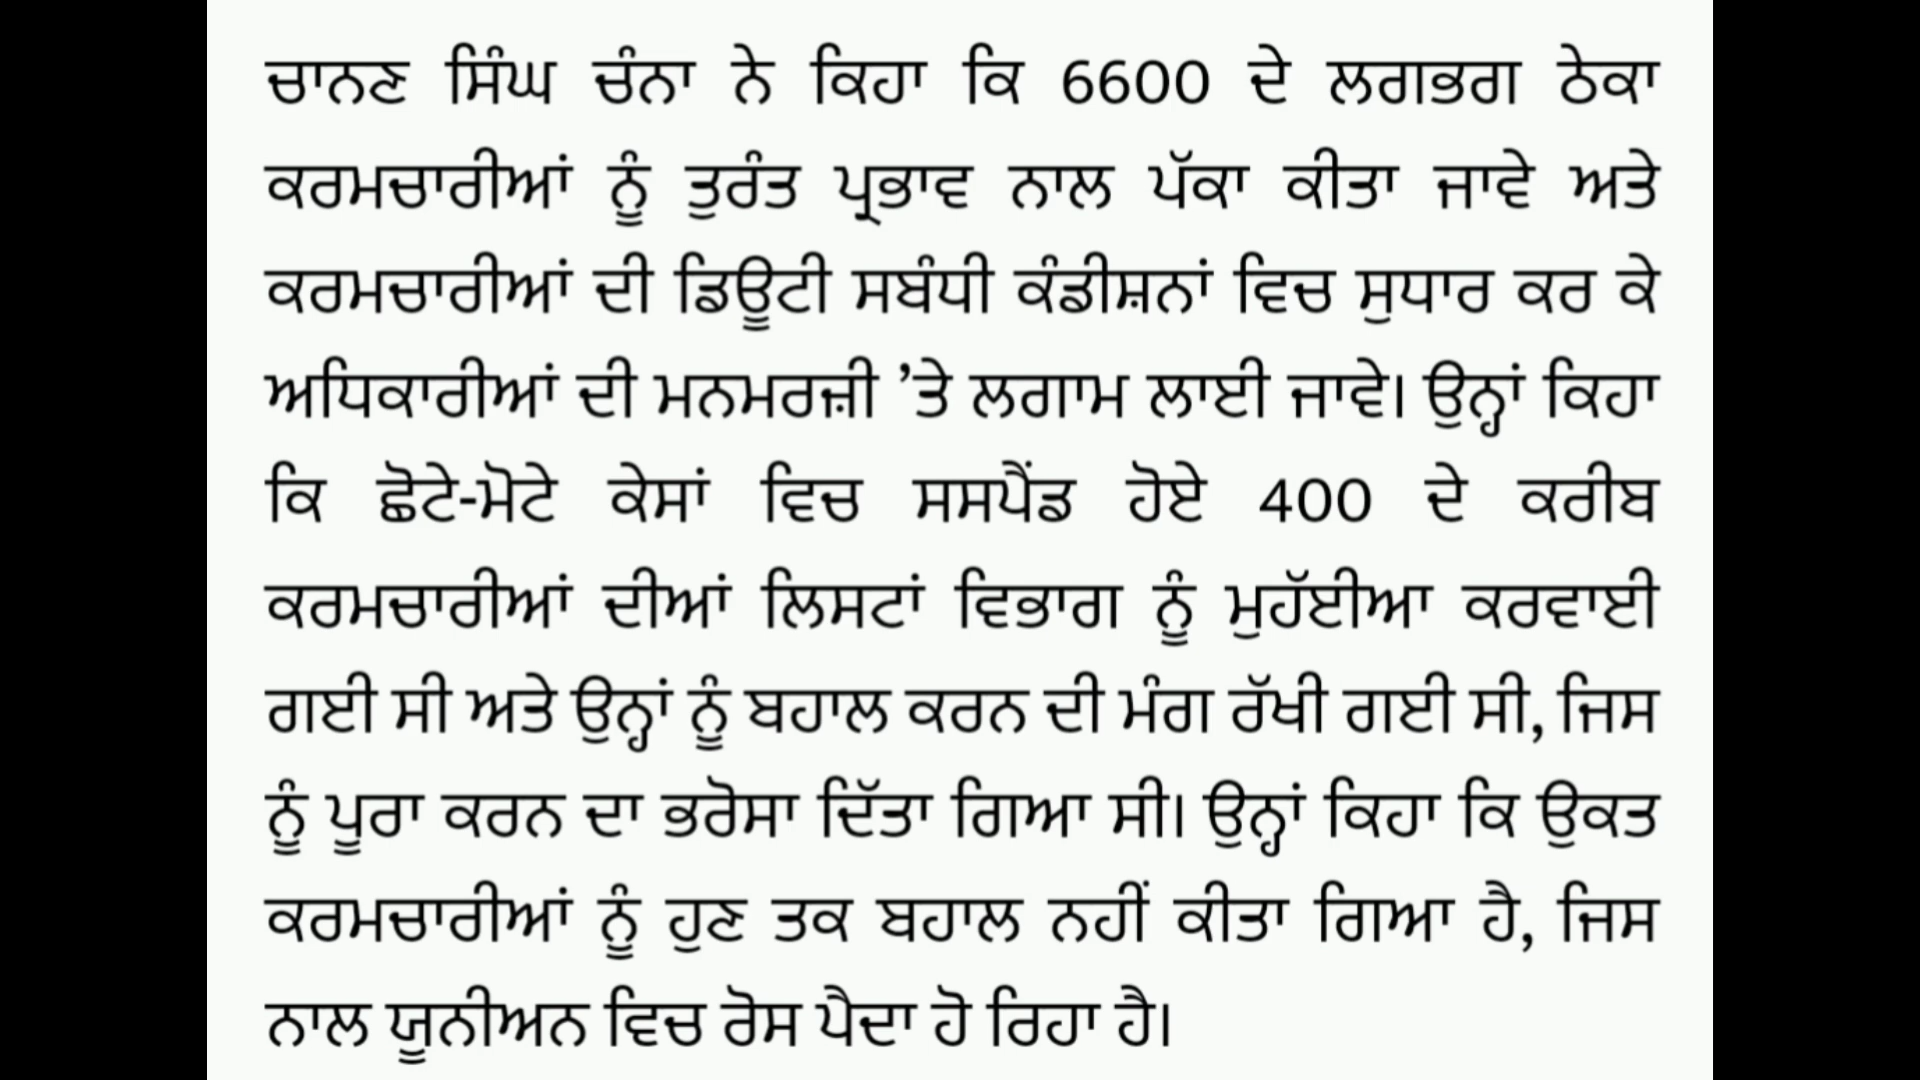 ਚਾਨਣ ਸਿੰਘ ਚੰਨਾ ਨੇ ਕਿਹਾ ਕਿ 6600 ਦੇ ਲਗਭਗ ਠੇਕਾ
ਕਰਮਚਾਰੀਆਂ ਨੂੰ ਤੁਰੰਤ ਪ੍ਰਭਾਵ ਨਾਲ ਪੱਕਾ ਕੀਤਾ ਜਾਵੇ ਅਤੇ
ਕਰਮਚਾਰੀਆਂ ਦੀ ਡਿਊਟੀ ਸਬੰਧੀ ਕੰਡੀਸ਼ਨਾਂ ਵਿਚ ਸੁਧਾਰ ਕਰ ਕੇ
ਅਧਿਕਾਰੀਆਂ ਦੀ ਮਨਮਰਜ਼ੀ ’ਤੇ ਲਗਾਮ ਲਾਈ ਜਾਵੇ। ਉਨ੍ਹਾਂ ਕਿਹਾ
ਕਿ ਛੋਟੇ-ਮੋਟੇ ਕੇਸਾਂ ਵਿਚ ਸਸਪੈਂਡ ਹੋਏ 400 ਦੇ ਕਰੀਬ
ਕਰਮਚਾਰੀਆਂ ਦੀਆਂ ਲਿਸਟਾਂ ਵਿਭਾਗ ਨੂੰ ਮੁਹੱਈਆ ਕਰਵਾਈ
ਗਈ ਸੀ ਅਤੇ ਉਨ੍ਹਾਂ ਨੂੰ ਬਹਾਲ ਕਰਨ ਦੀ ਮੰਗ ਰੱਖੀ ਗਈ ਸੀ, ਜਿਸ
ਨੂੰ ਪੂਰਾ ਕਰਨ ਦਾ ਭਰੋਸਾ ਦਿੱਤਾ ਗਿਆ ਸੀ। ਉਨ੍ਹਾਂ ਕਿਹਾ ਕਿ ਉਕਤ
ਕਰਮਚਾਰੀਆਂ ਨੂੰ ਹੁਣ ਤਕ ਬਹਾਲ ਨਹੀਂ ਕੀਤਾ ਗਿਆ ਹੈ, ਜਿਸ
ਨਾਲ ਯੂਨੀਅਨ ਵਿਚ ਰੋਸ ਪੈਦਾ ਹੋ ਰਿਹਾ ਹੈ।